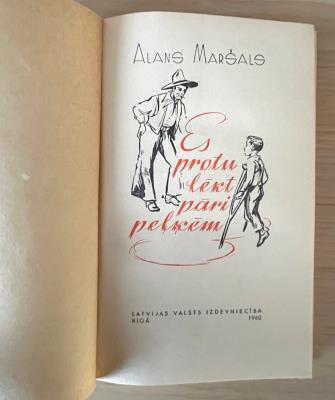 ALANS MARŠALS
Es
protu
lēkt
pāri
peļķēm
LATVIJAS VALSTS IZDEVNIECĪBA
RĪGĀ 1960